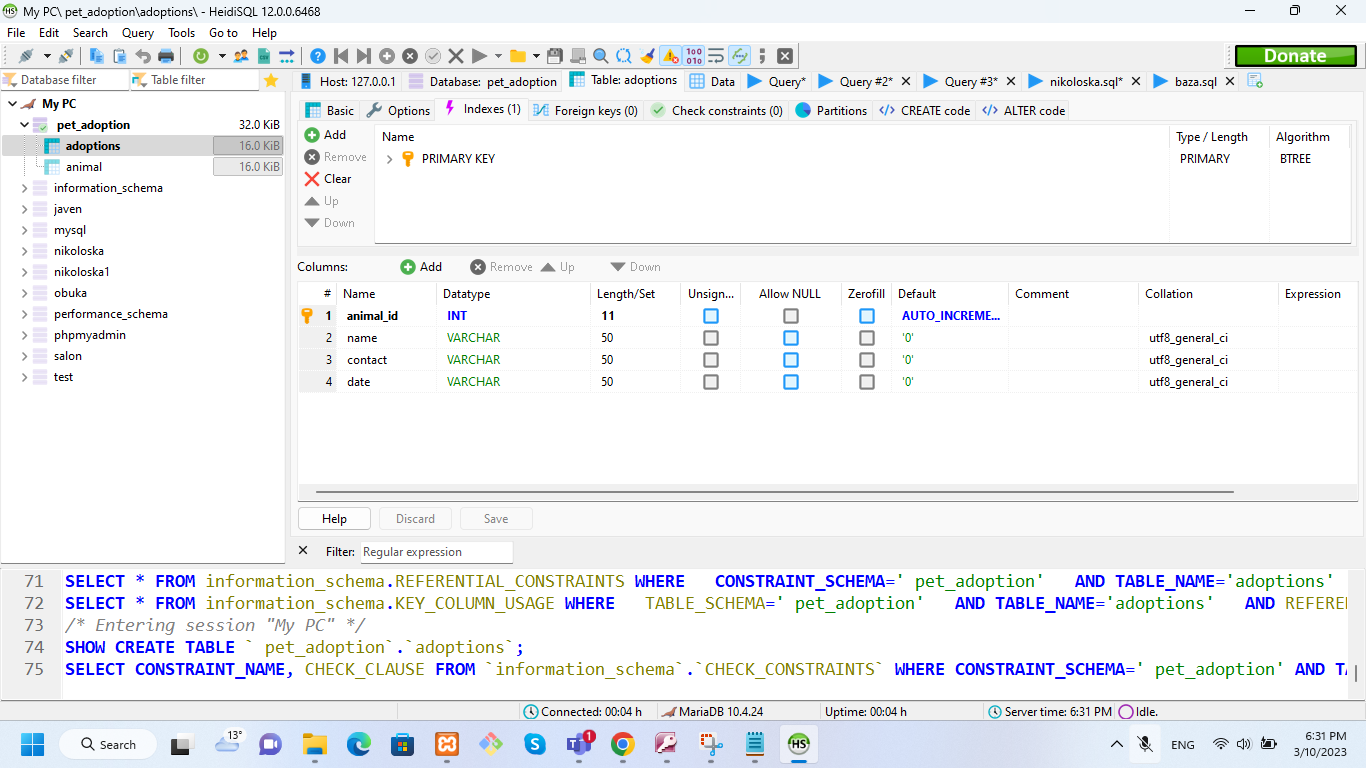 My PC\ pet_adoption\adoptions\ - HeidiSQL 12.0.0.6468
File Edit Search Query Tools Go to Help
Donate
Database filter Table filter
Host: 127.0.0.1 Database: pet_adoption Table: adoptions Data Query* Query #2* Query #3* nikoloska.sql* baza.sql
My PC
pet_adoption 32.0 KiB
adoptions 16.0 KiB
animal 16.0 KiB
information_schema
javen
mysql
nikoloska
nikoloska1
obuka
performance_schema
phpmyadmin
salon
test
Basic Options Indexes (1) Foreign keys (0) Check constraints (0) Partitions CREATE code ALTER code
Add
Remove
Clear
Up
Down
Name Type / Length Algorithm
PRIMARY KEY PRIMARY BTREE
Columns: Add Remove Up Down
# Name Datatype Length/Set Unsign... Allow NULL Zerofill Default Comment Collation Expression
1 animal_id INT 11 AUTO_INCREME...
2 name VARCHAR 50 '0' utf8_general_ci
3 contact VARCHAR 50 '0' utf8_general_ci
4 date VARCHAR 50 '0' utf8_general_ci
Help Discard Save
Filter: Regular expression
71 SELECT * FROM information_schema.REFERENTIAL_CONSTRAINTS WHERE CONSTRAINT_SCHEMA=' pet_adoption' AND TABLE_NAME='adoptions'
72 SELECT * FROM information_schema.KEY_COLUMN_USAGE WHERE TABLE_SCHEMA=' pet_adoption' AND TABLE_NAME='adoptions' AND REFERE
73 /* Entering session "My PC" */
74 SHOW CREATE TABLE ` pet_adoption`.`adoptions`;
75 SELECT CONSTRAINT_NAME, CHECK_CLAUSE FROM `information_schema`.`CHECK_CONSTRAINTS` WHERE CONSTRAINT_SCHEMA=' pet_adoption' AND TA
Connected: 00:04 h MariaDB 10.4.24 Uptime: 00:04 h Server time: 6:31 PM Idle.
Search 13° 1 HS ENG 6:31 PM
3/10/2023